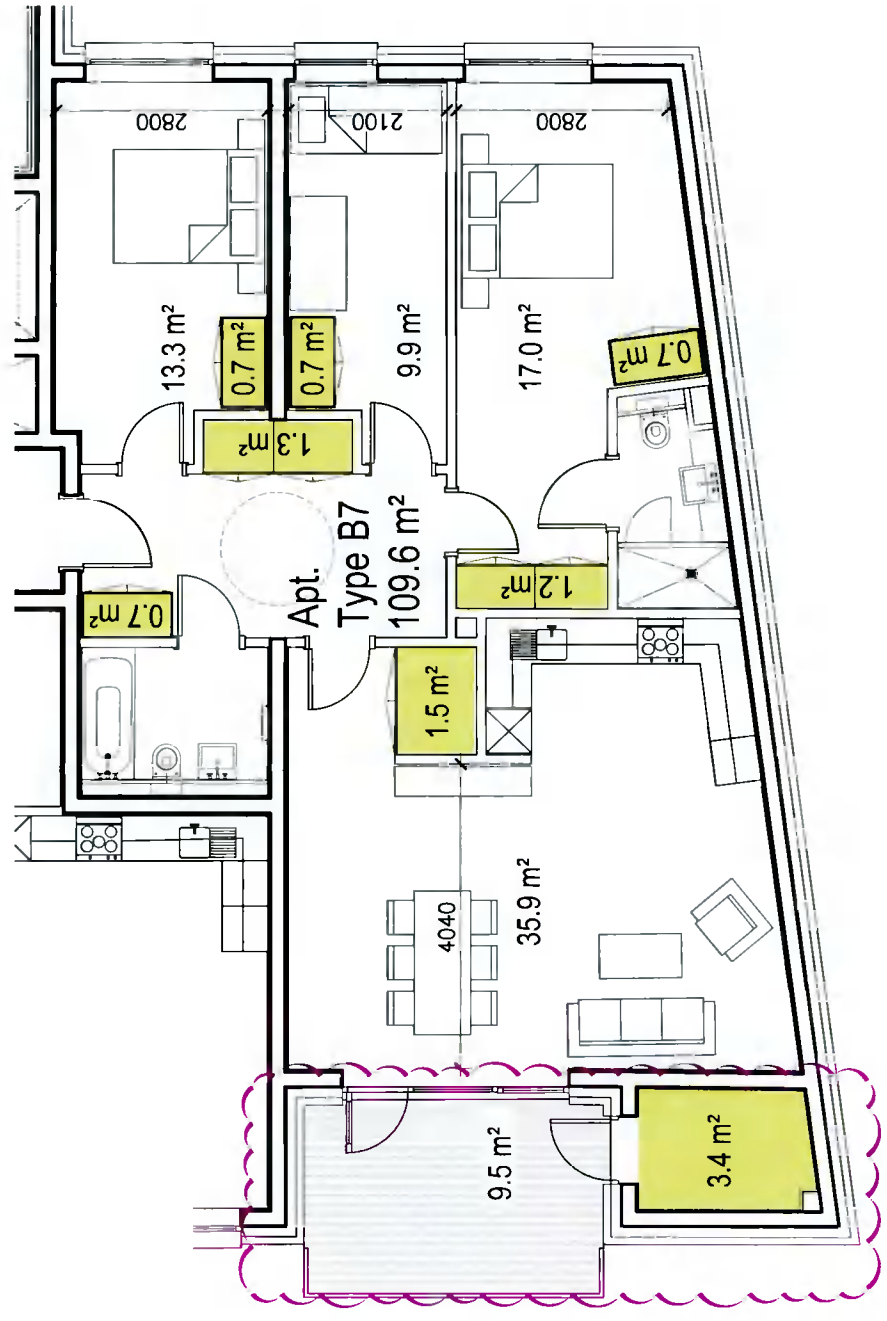 2800
2100
2800
13.3 m²
0.7 m²
0.7 m²
9.9 m²
17.0 m²
0.7 m²
1.3 m²
Apt.
Type B7
109.6 m²
0.7 m²
1.2 m²
1.5 m²
4040
35.9 m²
9.5 m²
3.4 m²